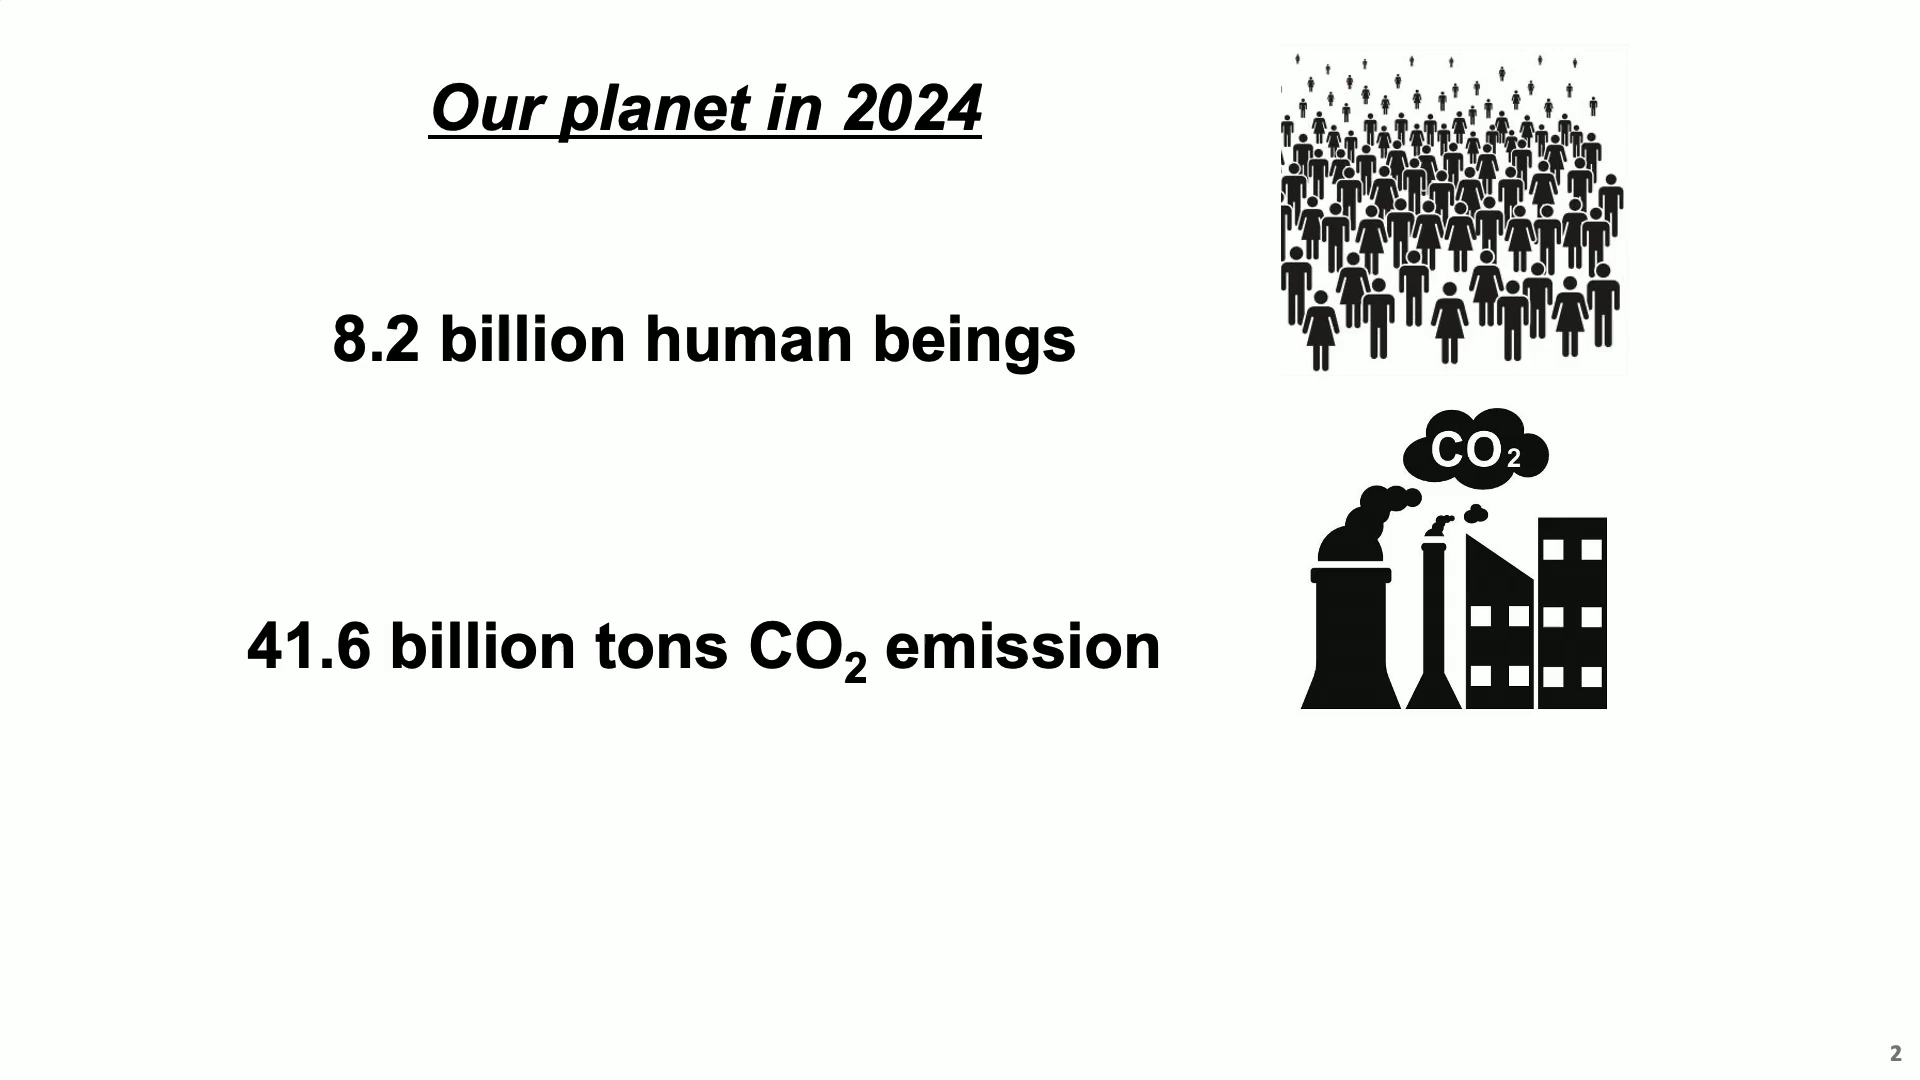 Our planet in 2024
8.2 billion human beings
CO₂
41.6 billion tons CO₂ emission
2